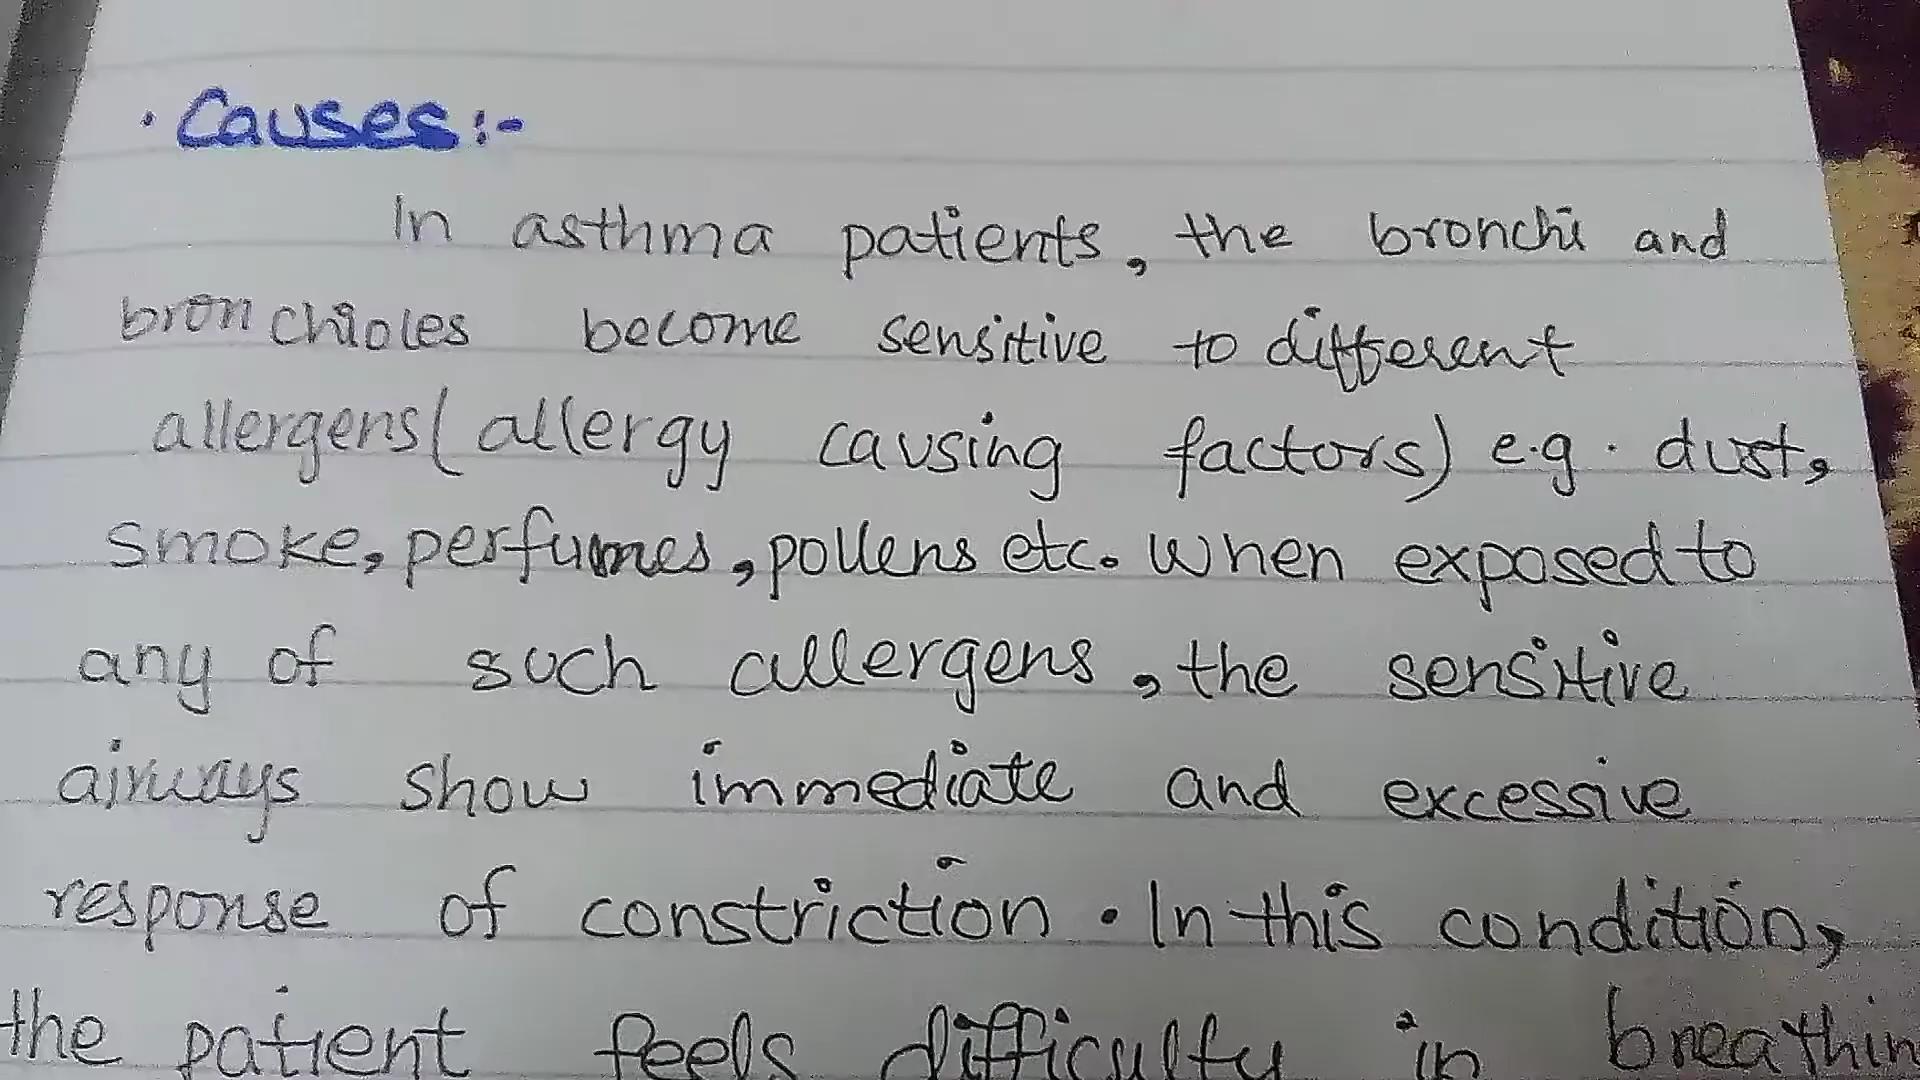 · Causes:-
In asthma patients, the bronchi and
bronchioles become sensitive to different
allergens (allergy causing factors) e.g. dust,
smoke, perfumes, pollens etc. When exposed to
any of such allergens, the sensitive
airways show immediate and excessive
response of constriction. In this condition,
the patient feels difficulty in breathin